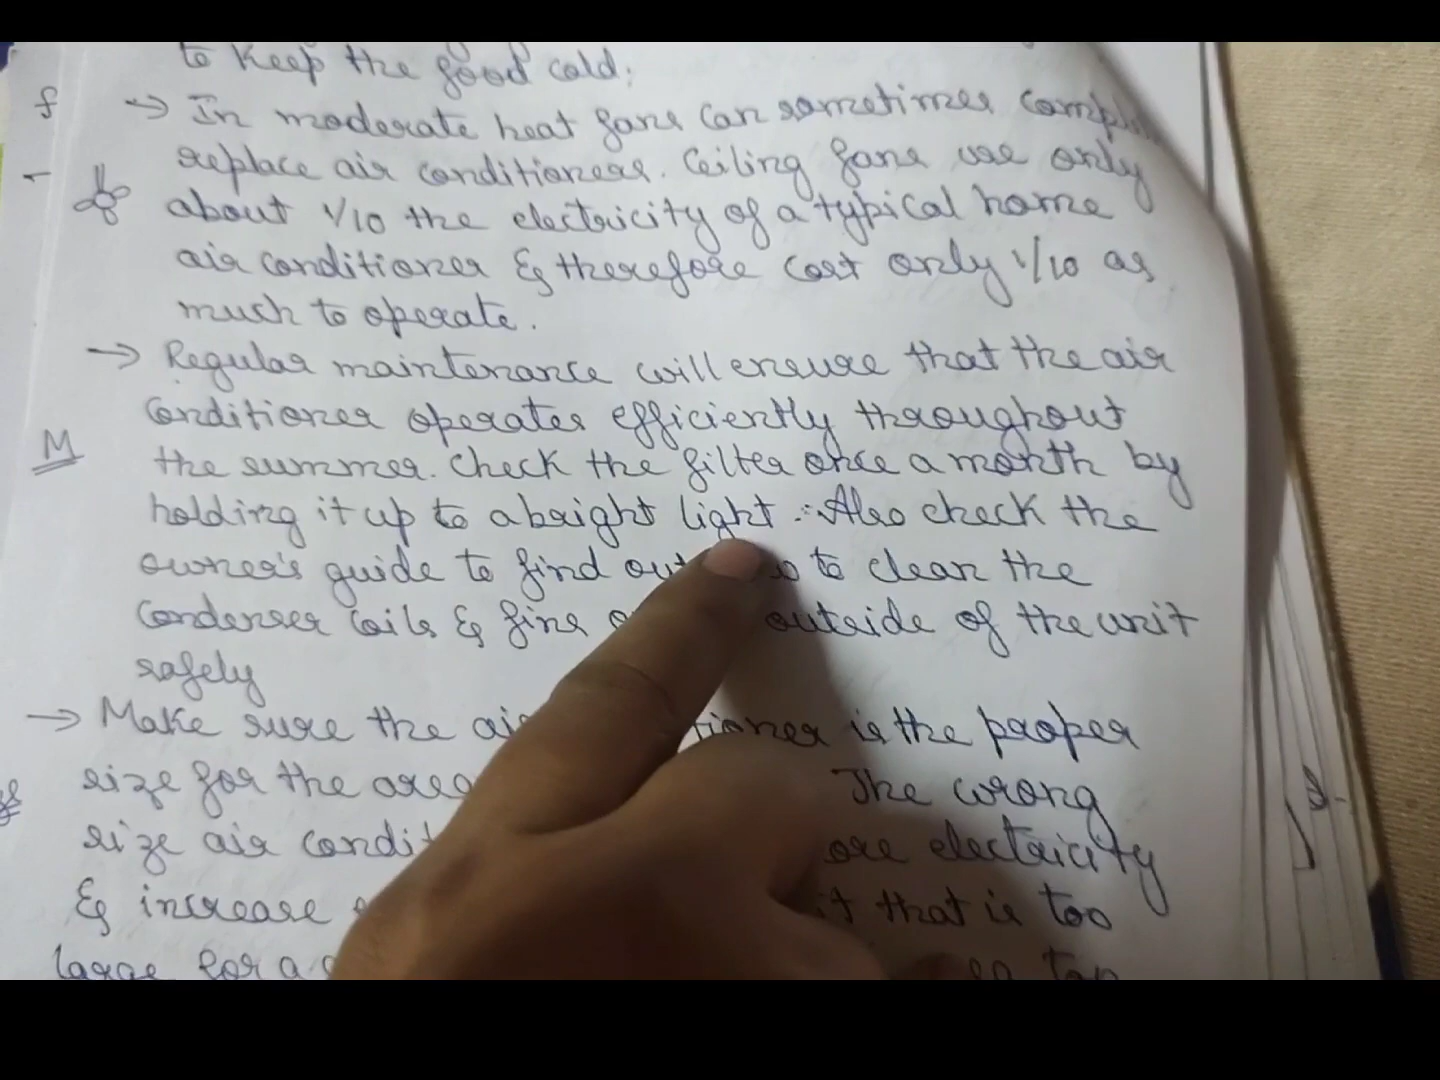 to keep the good cold.
f → In moderate heat fans can sometimes
replace air conditioners. Ceiling fans use only
about 1/10 the electricity of a typical home
air conditioner & therefore cost only 1/10 as
much to operate.
→ Regular maintenance will ensure that the air
conditioner operates efficiently throughout
M the summer. Check the filter once a month by
holding it up to a bright light. Also check the
owner's guide to find out to clean the
condenser coils & fins outside of the unit
safely
→ Make sure the is the proper
size for the area The wrong
size air electricity
& increase that is too
large for a